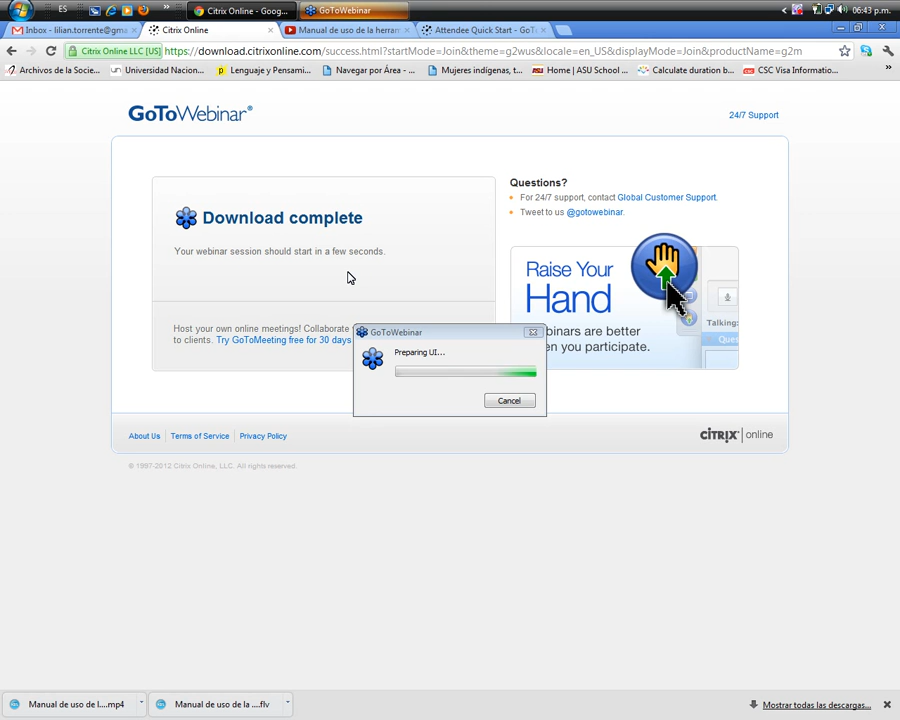 ES
Citrix Online - Goog...
GoToWebinar
06:43 p.m.
Inbox - lilian.torrente@gma
Citrix Online
Manual de uso de la herram
Attendee Quick Start - GoTo
Citrix Online LLC [US]
https://download.citrixonline.com/success.html?startMode=Join&theme=g2wus&locale=en_US&displayMode=Join&productName=g2m
Archivos de la Socie...
Universidad Nacion...
Lenguaje y Pensami...
Navegar por Área - ...
Mujeres indígenas, t...
Home | ASU School ...
Calculate duration b...
CSC Visa Informatio...
GoToWebinar®
24/7 Support
Download complete
Your webinar session should start in a few seconds.
Host your own online meetings! Collaborate
to clients. Try GoToMeeting free for 30 days
Questions?
For 24/7 support, contact Global Customer Support.
Tweet to us @gotowebinar.
Raise Your
Hand
binars are better
en you participate.
Talking:
Ques
GoToWebinar
Preparing UI...
Cancel
About Us
Terms of Service
Privacy Policy
CITRIX® | online
© 1997-2012 Citrix Online, LLC. All rights reserved.
Manual de uso de l....mp4
Manual de uso de la ....flv
Mostrar todas las descargas...